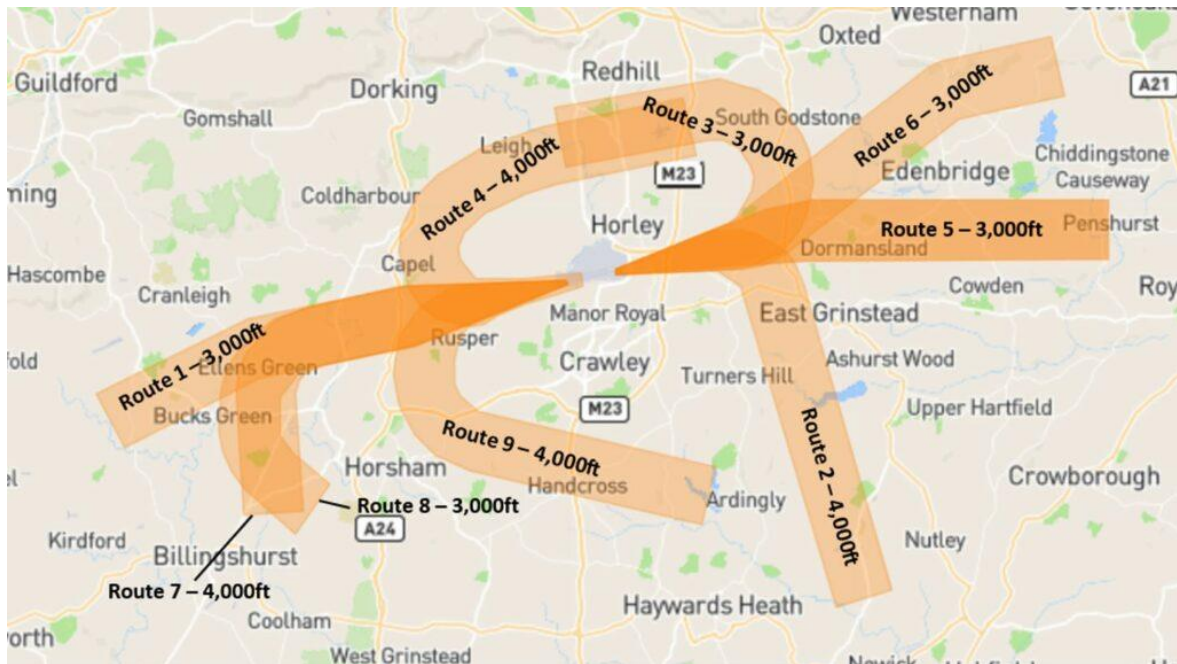 Westerham
Oxted
Guildford
Redhill
Dorking
A21
Gomshall
Route 3 – 3,000ft
South Godstone
Route 6 – 3,000ft
Leigh
Chiddingstone
Causeway
M23
Edenbridge
ming
Coldharbour
Route 4 – 4,000ft
Horley
Penshurst
Route 5 – 3,000ft
Dormansland
Capel
Hascombe
Cranleigh
Cowden
Roy
Manor Royal
East Grinstead
Rusper
Route 1 – 3,000ft
fold
Ellens Green
Crawley
Ashurst Wood
Turners Hill
Bucks Green
M23
Upper Hartfield
Route 9 – 4,000ft
Route 2 – 4,000ft
Horsham
Crowborough
el
Handcross
Ardingly
Route 8 – 3,000ft
A24
Kirdford
Billingshurst
Nutley
Route 7 – 4,000ft
Haywards Heath
Coolham
orth
West Grinstead